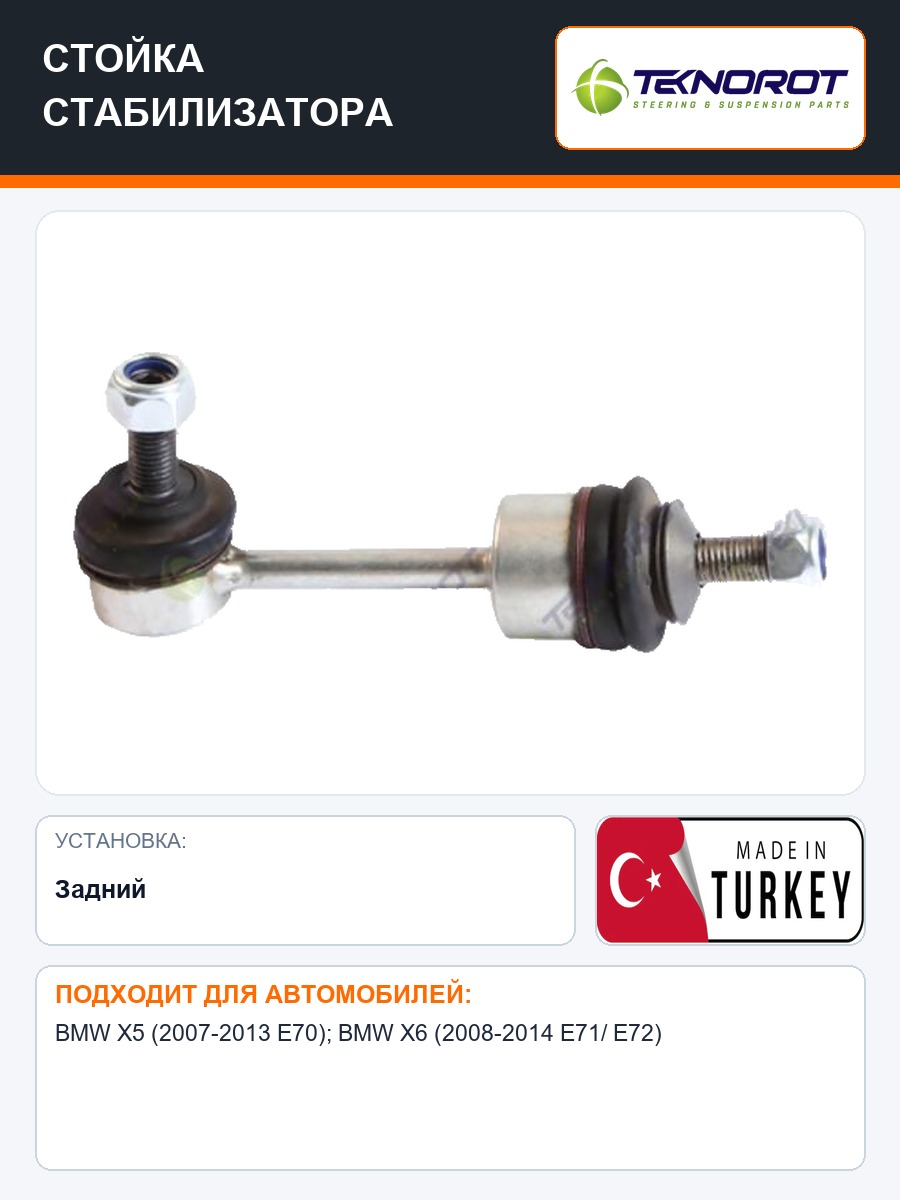 СТОЙКА
СТАБИЛИЗАТОРА
TEKNOROT
STEERING & SUSPENSION PARTS
УСТАНОВКА:
Задний
MADE IN
TURKEY
ПОДХОДИТ ДЛЯ АВТОМОБИЛЕЙ:
BMW X5 (2007-2013 E70); BMW X6 (2008-2014 E71/ E72)